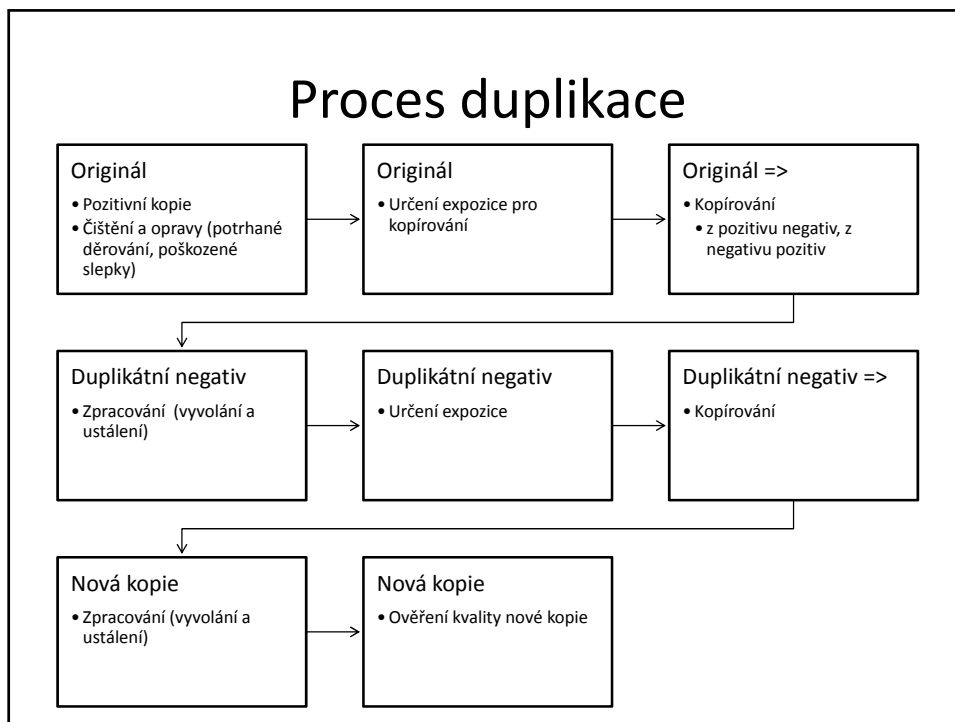 Proces duplikace
Originál
• Pozitivní kopie
• Čištění a opravy (potrhané
děrování, poškozené
slepky)
Originál
• Určení expozice pro
kopírování
Originál =>
• Kopírování
• z pozitivu negativ, z
negativu pozitiv
Duplikátní negativ
• Zpracování (vyvolání a
ustálení)
Duplikátní negativ
• Určení expozice
Duplikátní negativ =>
• Kopírování
Nová kopie
• Zpracování (vyvolání a
ustálení)
Nová kopie
• Ověření kvality nové kopie